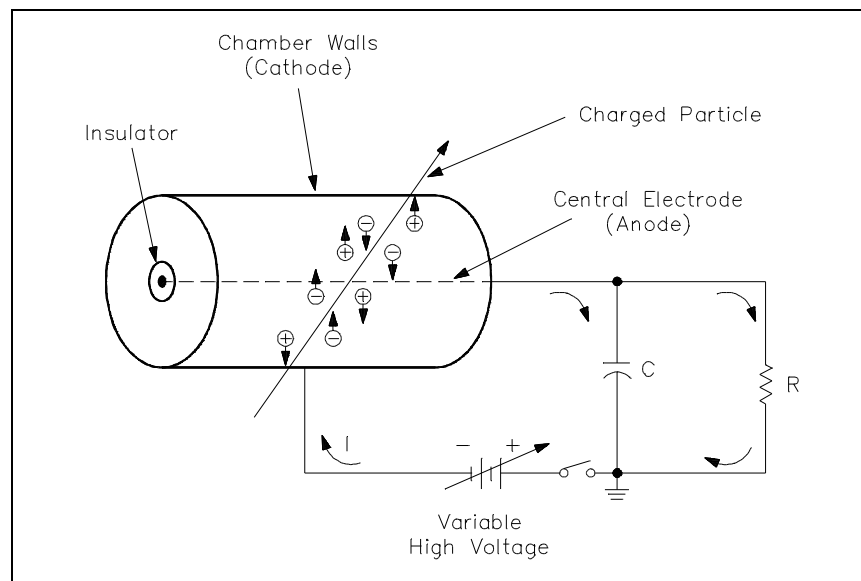 Chamber Walls
(Cathode)
Charged Particle
Insulator
Central Electrode
(Anode)
−
+
+
−
−
+
+
−
C
R
I
− +
Variable
High Voltage